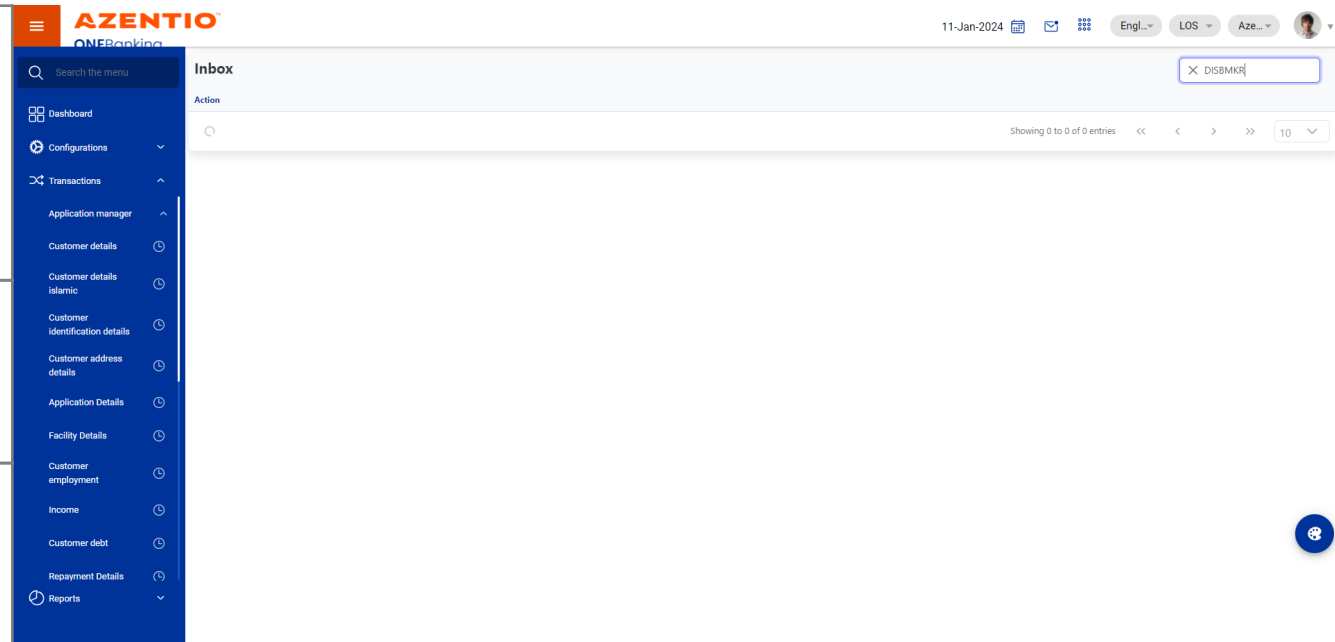 AZENTIO™
ONEBanking
11-Jan-2024
Engl...
LOS
Aze...
Search the menu
Inbox
DISBMKR
Action
Showing 0 to 0 of 0 entries
<<
<
>
>>
10
Dashboard
Configurations
Transactions
Application manager
Customer details
Customer details
islamic
Customer
identification details
Customer address
details
Application Details
Facility Details
Customer
employment
Income
Customer debt
Repayment Details
Reports